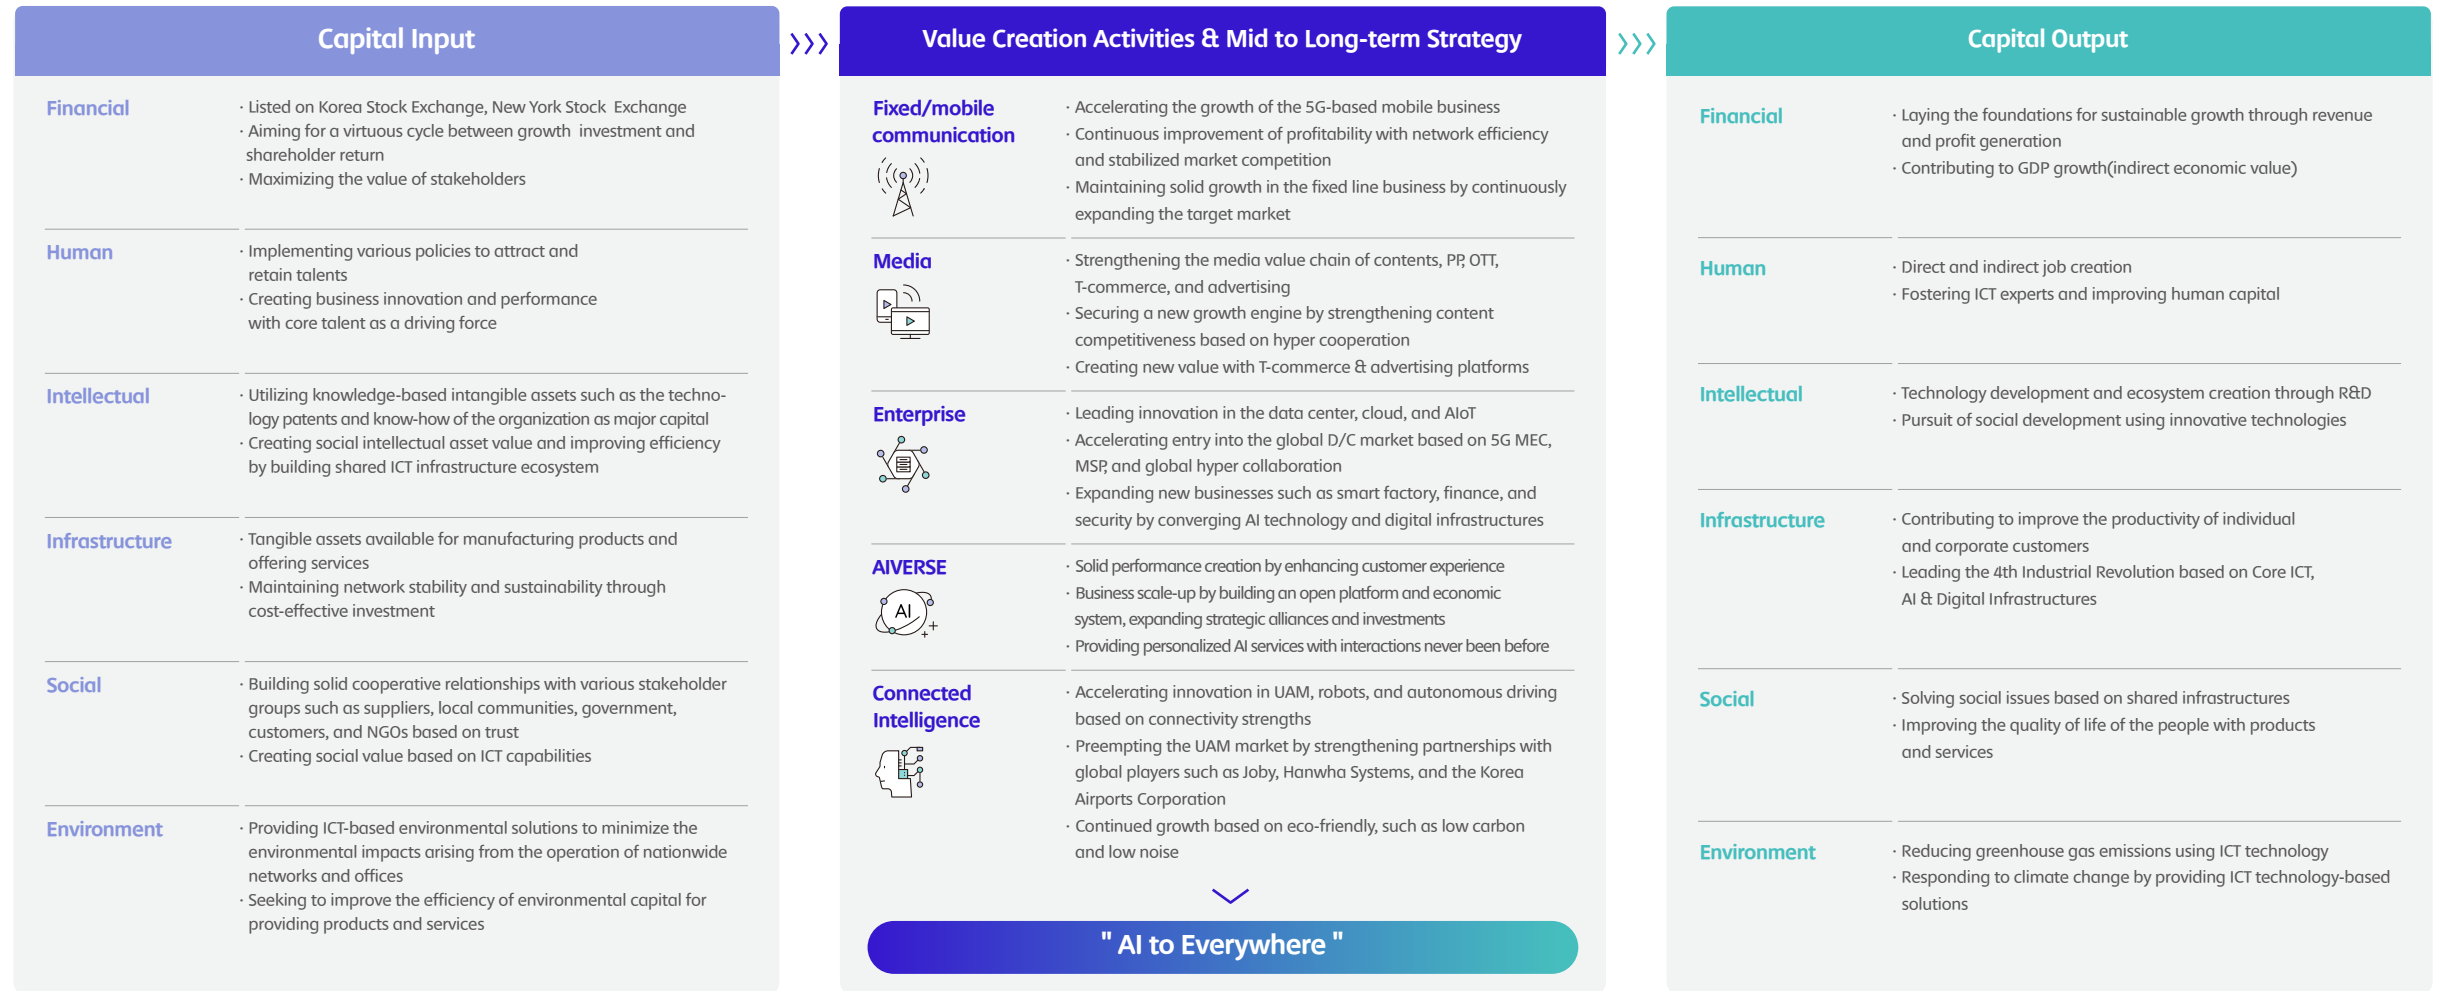 Capital Input
Financial
· Listed on Korea Stock Exchange, New York Stock Exchange
· Aiming for a virtuous cycle between growth investment and
shareholder return
· Maximizing the value of stakeholders
Human
· Implementing various policies to attract and
retain talents
· Creating business innovation and performance
with core talent as a driving force
Intellectual
· Utilizing knowledge-based intangible assets such as the techno-
logy patents and know-how of the organization as major capital
· Creating social intellectual asset value and improving efficiency
by building shared ICT infrastructure ecosystem
Infrastructure
· Tangible assets available for manufacturing products and
offering services
· Maintaining network stability and sustainability through
cost-effective investment
Social
· Building solid cooperative relationships with various stakeholder
groups such as suppliers, local communities, government,
customers, and NGOs based on trust
· Creating social value based on ICT capabilities
Environment
· Providing ICT-based environmental solutions to minimize the
environmental impacts arising from the operation of nationwide
networks and offices
· Seeking to improve the efficiency of environmental capital for
providing products and services
Value Creation Activities & Mid to Long-term Strategy
Fixed/mobile
communication
· Accelerating the growth of the 5G-based mobile business
· Continuous improvement of profitability with network efficiency
and stabilized market competition
· Maintaining solid growth in the fixed line business by continuously
expanding the target market
Media
· Strengthening the media value chain of contents, PP, OTT,
T-commerce, and advertising
· Securing a new growth engine by strengthening content
competitiveness based on hyper cooperation
· Creating new value with T-commerce & advertising platforms
Enterprise
· Leading innovation in the data center, cloud, and AIoT
· Accelerating entry into the global D/C market based on 5G MEC,
MSP, and global hyper collaboration
· Expanding new businesses such as smart factory, finance, and
security by converging AI technology and digital infrastructures
AIVERSE
AI
· Solid performance creation by enhancing customer experience
· Business scale-up by building an open platform and economic
system, expanding strategic alliances and investments
· Providing personalized AI services with interactions never been before
Connected
Intelligence
· Accelerating innovation in UAM, robots, and autonomous driving
based on connectivity strengths
· Preempting the UAM market by strengthening partnerships with
global players such as Joby, Hanwha Systems, and the Korea
Airports Corporation
· Continued growth based on eco-friendly, such as low carbon
and low noise
" AI to Everywhere "
Capital Output
Financial
· Laying the foundations for sustainable growth through revenue
and profit generation
· Contributing to GDP growth(indirect economic value)
Human
· Direct and indirect job creation
· Fostering ICT experts and improving human capital
Intellectual
· Technology development and ecosystem creation through R&D
· Pursuit of social development using innovative technologies
Infrastructure
· Contributing to improve the productivity of individual
and corporate customers
· Leading the 4th Industrial Revolution based on Core ICT,
AI & Digital Infrastructures
Social
· Solving social issues based on shared infrastructures
· Improving the quality of life of the people with products
and services
Environment
· Reducing greenhouse gas emissions using ICT technology
· Responding to climate change by providing ICT technology-based
solutions